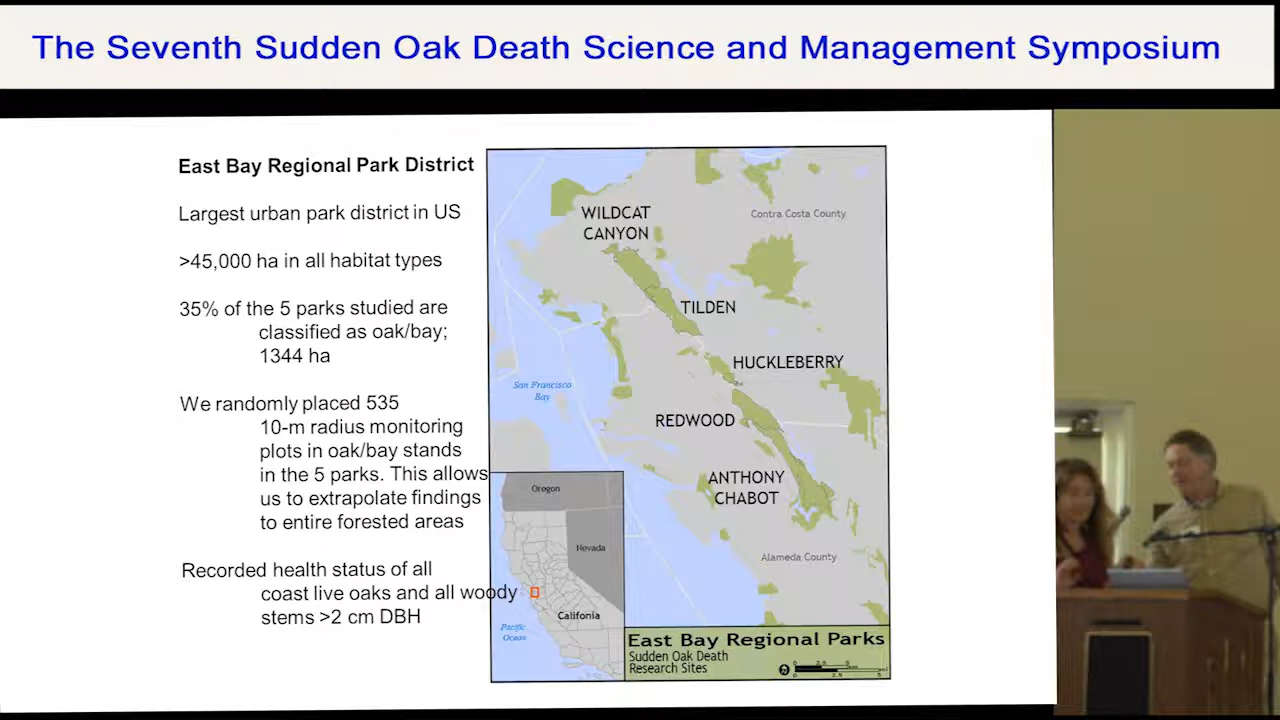 The Seventh Sudden Oak Death Science and Management Symposium
East Bay Regional Park District
Largest urban park district in US
>45,000 ha in all habitat types
35% of the 5 parks studied are
classified as oak/bay;
1344 ha
We randomly placed 535
10-m radius monitoring
plots in oak/bay stands
in the 5 parks. This allows
us to extrapolate findings
to entire forested areas
Recorded health status of all
coast live oaks and all woody
stems >2 cm DBH
WILDCAT
CANYON
Contra Costa County
TILDEN
HUCKLEBERRY
San Francisco
Bay
REDWOOD
ANTHONY
CHABOT
Oregon
Nevada
Alameda County
Califonia
Pacific
Ocean
East Bay Regional Parks
Sudden Oak Death
Research Sites